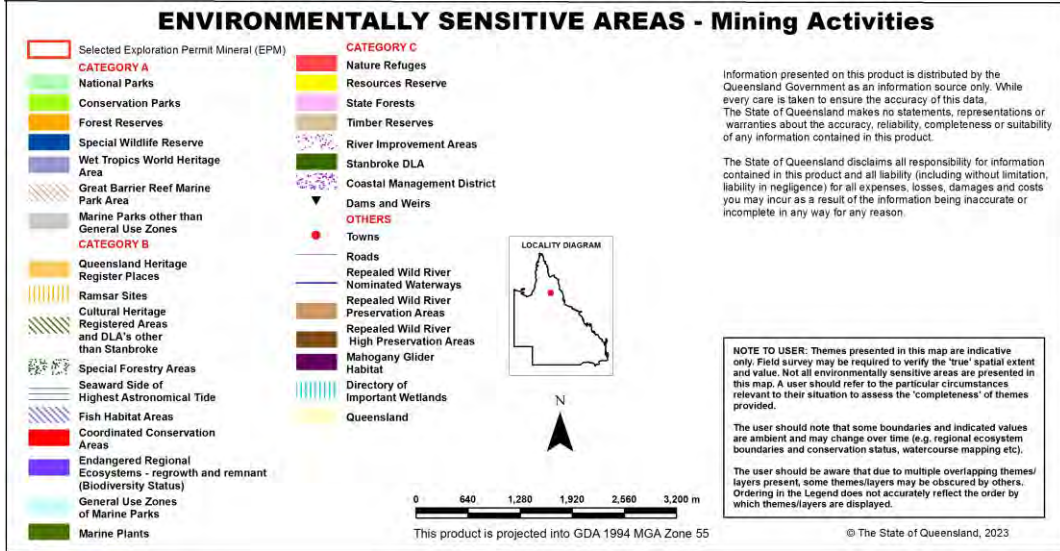 ENVIRONMENTALLY SENSITIVE AREAS - Mining Activities
Selected Exploration Permit Mineral (EPM)
CATEGORY A
National Parks
Conservation Parks
Forest Reserves
Special Wildlife Reserve
Wet Tropics World Heritage
Area
Great Barrier Reef Marine
Park Area
Marine Parks other than
General Use Zones
CATEGORY B
Queensland Heritage
Register Places
Ramsar Sites
Cultural Heritage
Registered Areas
and DLA's other
than Stanbroke
Special Forestry Areas
Seaward Side of
Highest Astronomical Tide
Fish Habitat Areas
Coordinated Conservation
Areas
Endangered Regional
Ecosystems - regrowth and remnant
(Biodiversity Status)
General Use Zones
of Marine Parks
Marine Plants
CATEGORY C
Nature Refuges
Resources Reserve
State Forests
Timber Reserves
River Improvement Areas
Stanbroke DLA
Coastal Management District
Dams and Weirs
OTHERS
Towns
Roads
Repealed Wild River
Nominated Waterways
Repealed Wild River
Preservation Areas
Repealed Wild River
High Preservation Areas
Mahogany Glider
Habitat
Directory of
Important Wetlands
Queensland
LOCALITY DIAGRAM
N
0 640 1,280 1,920 2,560 3,200 m
This product is projected into GDA 1994 MGA Zone 55
Information presented on this product is distributed by the
Queensland Government as an information source only. While
every care is taken to ensure the accuracy of this data,
The State of Queensland makes no statements, representations or
warranties about the accuracy, reliability, completeness or suitability
of any information contained in this product.
The State of Queensland disclaims all responsibility for information
contained in this product and all liability (including without limitation,
liability in negligence) for all expenses, losses, damages and costs
you may incur as a result of the information being inaccurate or
incomplete in any way for any reason.
NOTE TO USER: Themes presented in this map are indicative
only. Field survey may be required to verify the 'true' spatial extent
and value. Not all environmentally sensitive areas are presented in
this map. A user should refer to the particular circumstances
relevant to their situation to assess the 'completeness' of themes
provided.
The user should note that some boundaries and indicated values
are ambient and may change over time (e.g. regional ecosystem
boundaries and conservation status, watercourse mapping etc).
The user should be aware that due to multiple overlapping themes/
layers present, some themes/layers may be obscured by others.
Ordering in the Legend does not accurately reflect the order by
which themes/layers are displayed.
© The State of Queensland, 2023